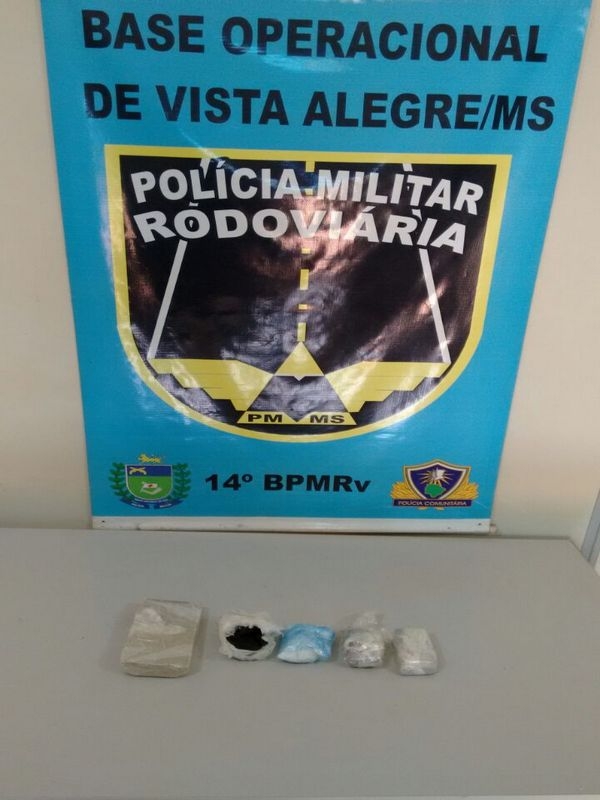 BASE OPERACIONAL
DE VISTA ALEGRE/MS
POLÍCIA MILITAR
RODOVIÁRIA
PM MS
14º BPMRv
POLÍCIA COMUNITÁRIA